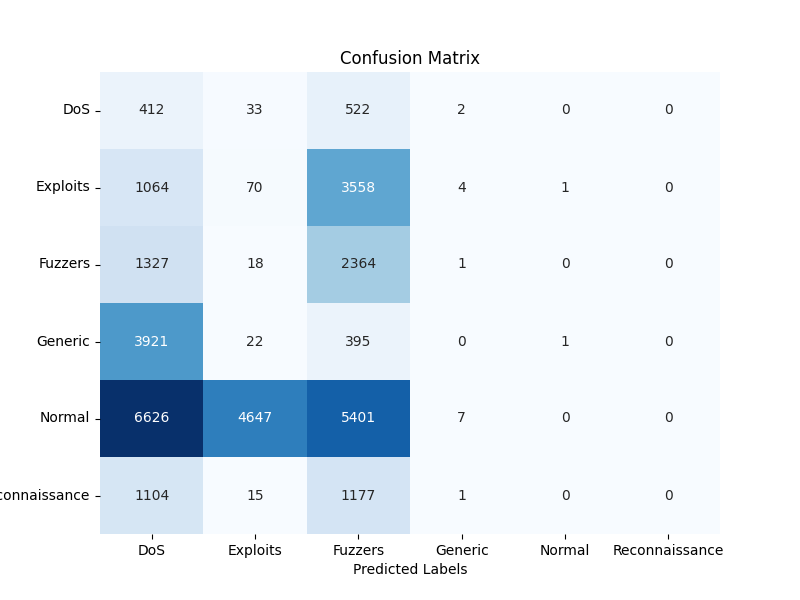 Confusion Matrix
DoS 412 33 522 2 0 0
Exploits 1064 70 3558 4 1 0
Fuzzers 1327 18 2364 1 0 0
Generic 3921 22 395 0 1 0
Normal 6626 4647 5401 7 0 0
connaissance 1104 15 1177 1 0 0
DoS Exploits Fuzzers Generic Normal Reconnaissance
Predicted Labels